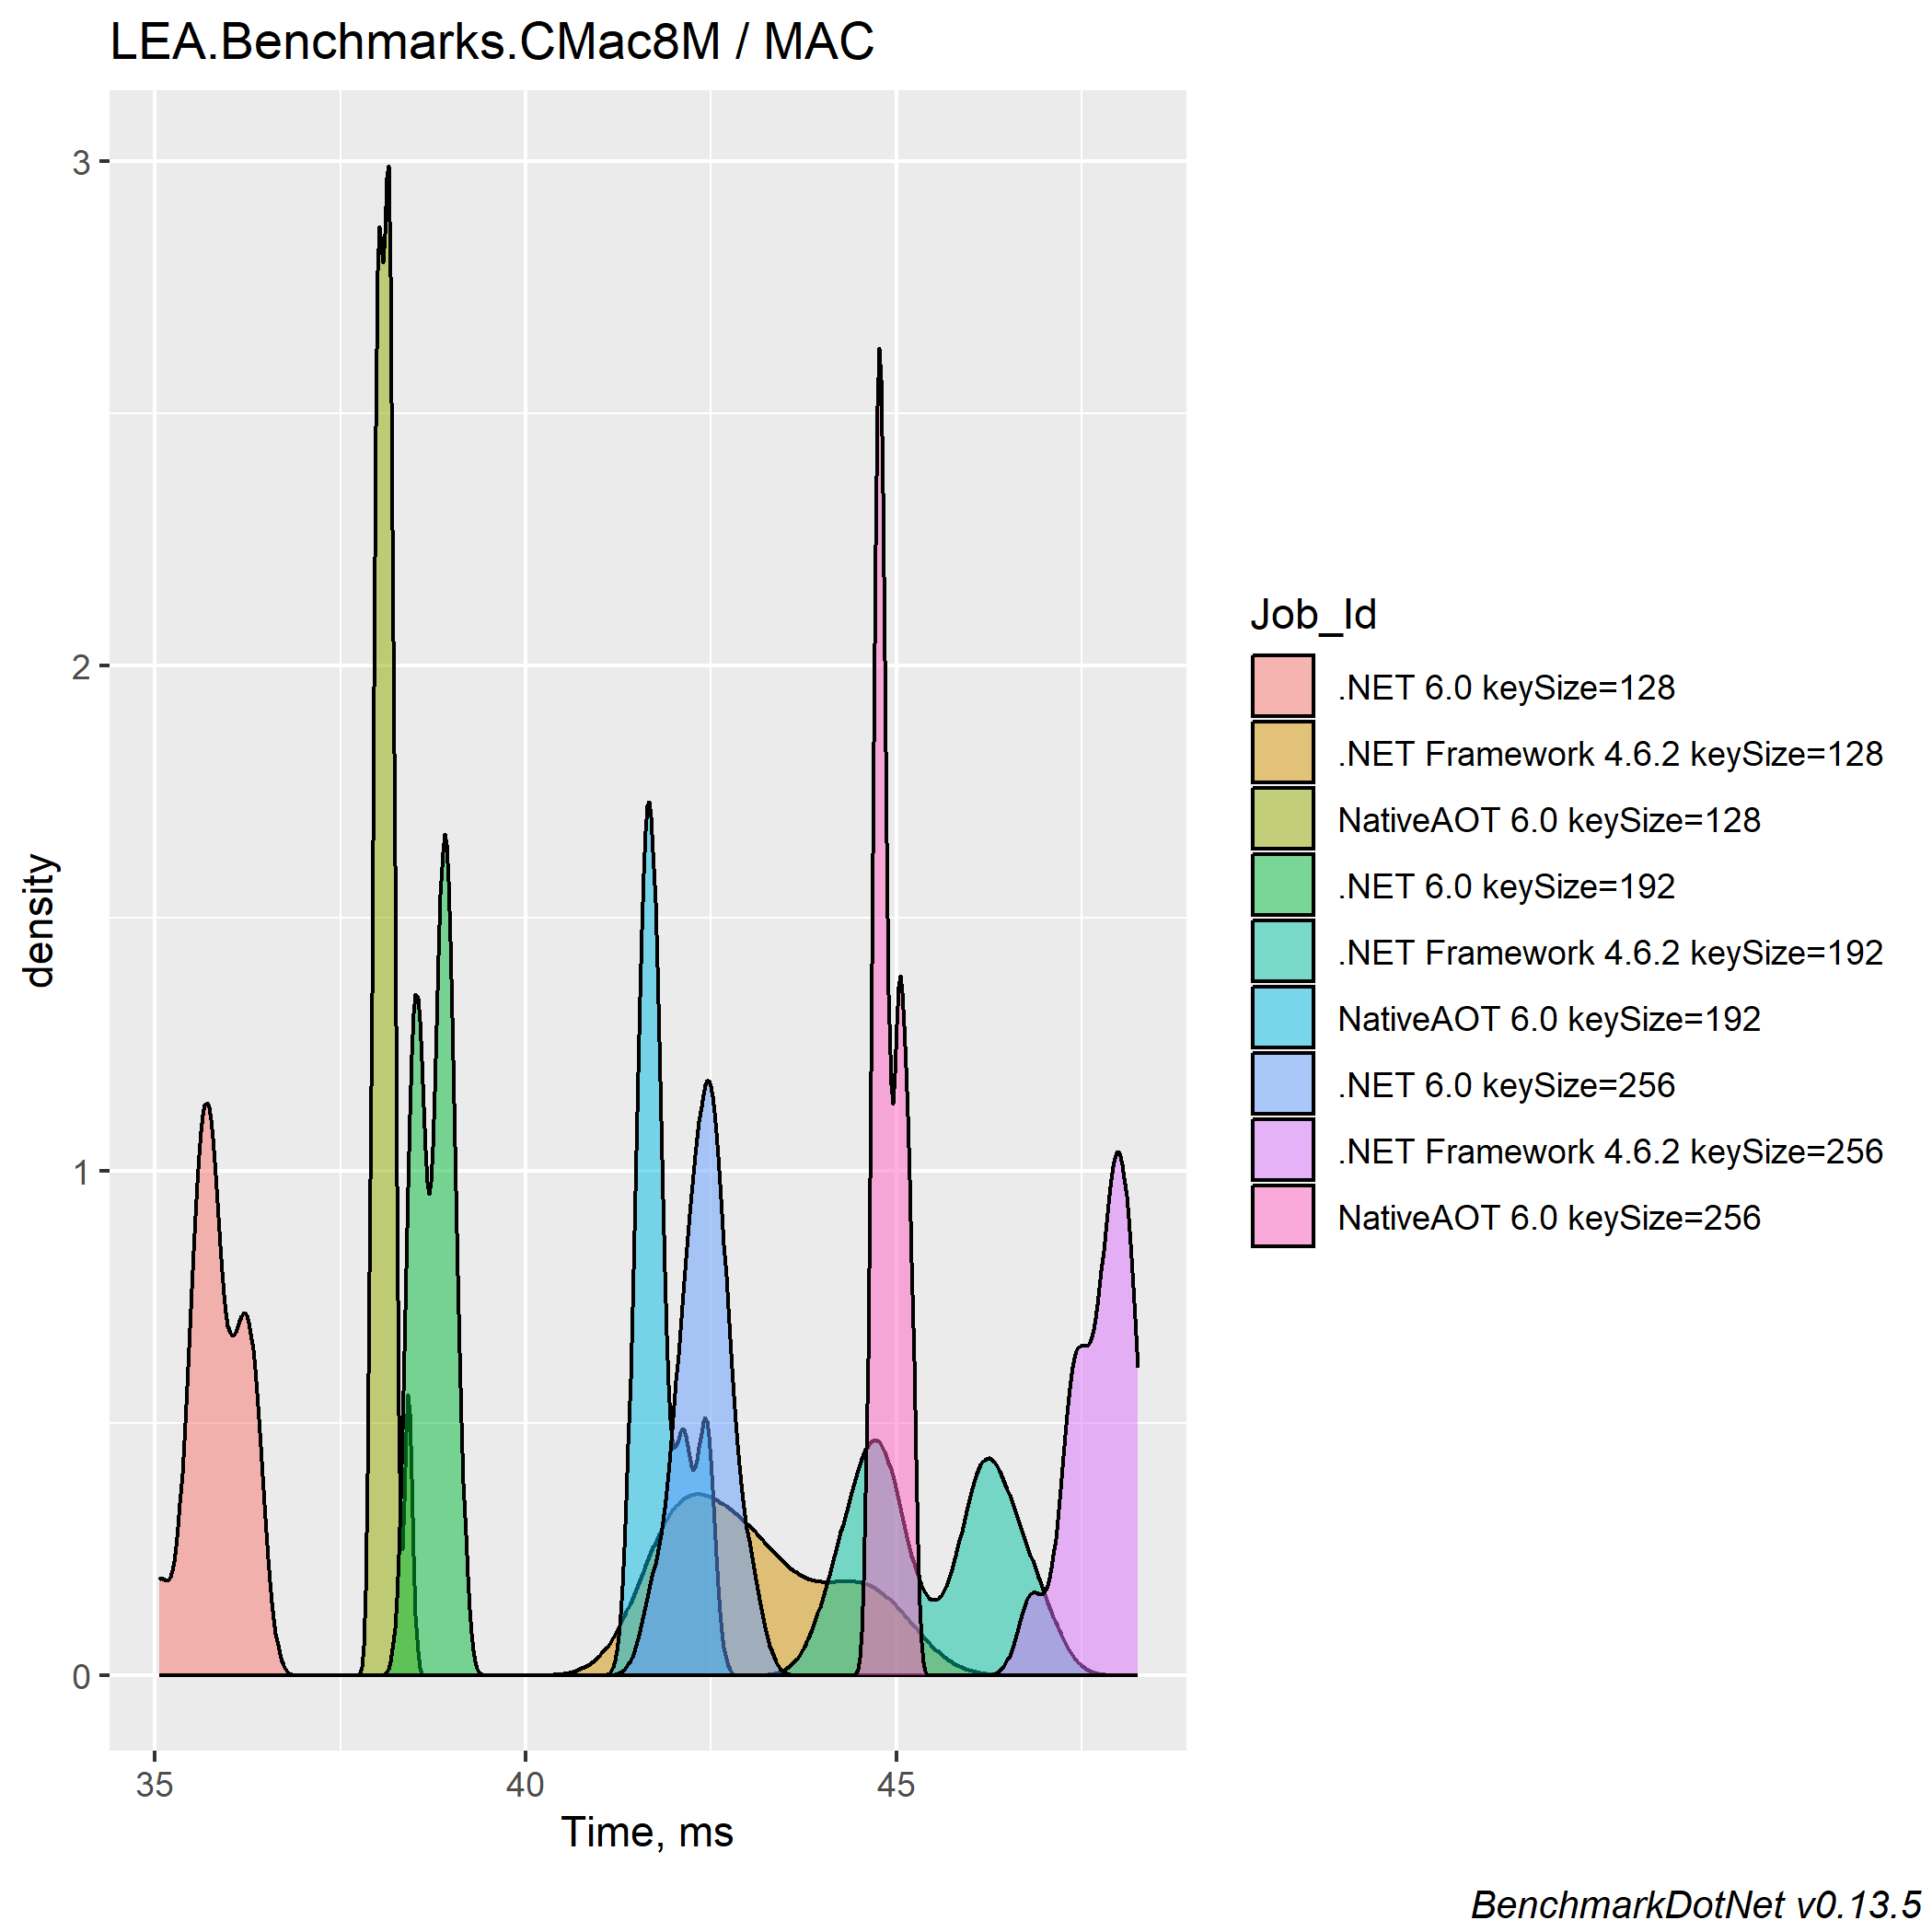 LEA.Benchmarks.CMac8M / MAC
3
2
1
0
density
35
40
45
Time, ms
Job_Id
.NET 6.0 keySize=128
.NET Framework 4.6.2 keySize=128
NativeAOT 6.0 keySize=128
.NET 6.0 keySize=192
.NET Framework 4.6.2 keySize=192
NativeAOT 6.0 keySize=192
.NET 6.0 keySize=256
.NET Framework 4.6.2 keySize=256
NativeAOT 6.0 keySize=256
BenchmarkDotNet v0.13.5